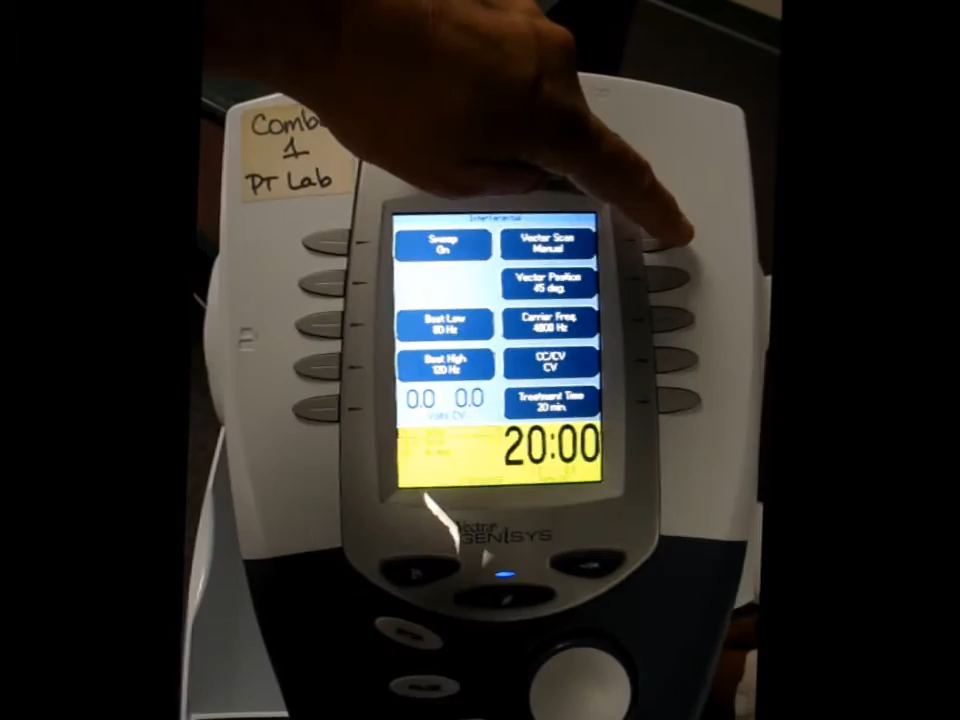 Combo
1
PT Lab
Interferential
Sweep
On
Vector Scan
Manual
Vector Position
45 deg.
Beat Low
80 Hz
Carrier Freq.
4000 Hz
Beat High
120 Hz
CC/CV
CV
0.0 0.0
Volts CV
Treatment Time
20 min.
20:00
Vectra
GENiSYS